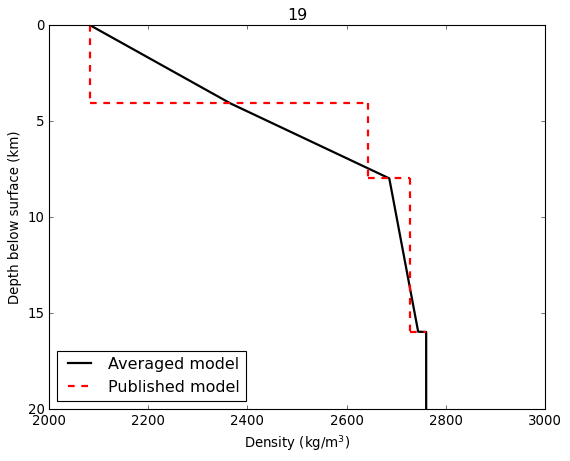 19
0
5
10
15
20
Depth below surface (km)
Averaged model
Published model
2000 2200 2400 2600 2800 3000
Density (kg/m³)